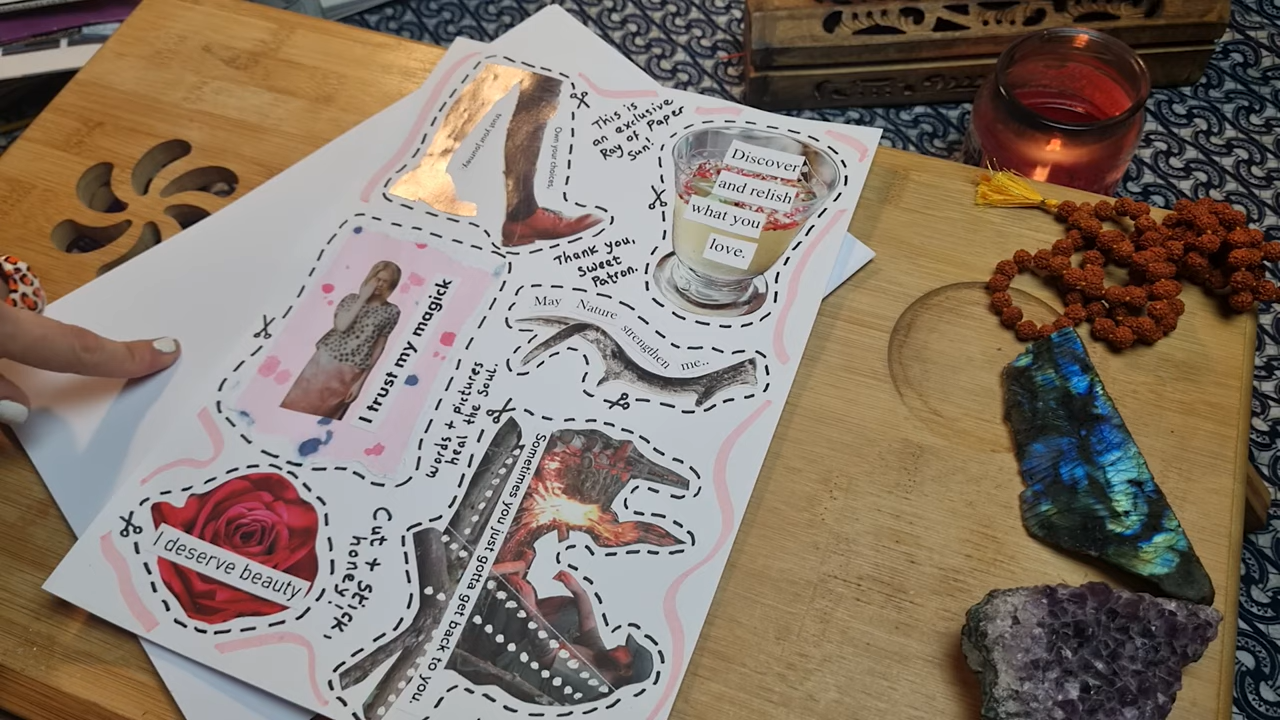 trust your journey.
Own your choices.
This is
an exclusive
Ray of Paper
Sun!
Discover
and relish
what you
love.
Thank you,
Sweet
Patron.
May Nature strengthen me..
I trust my magick
words + pictures
heal the Soul.
Sometimes you just gotta get back to you.
I deserve beauty
Cut + Stick,
honey!